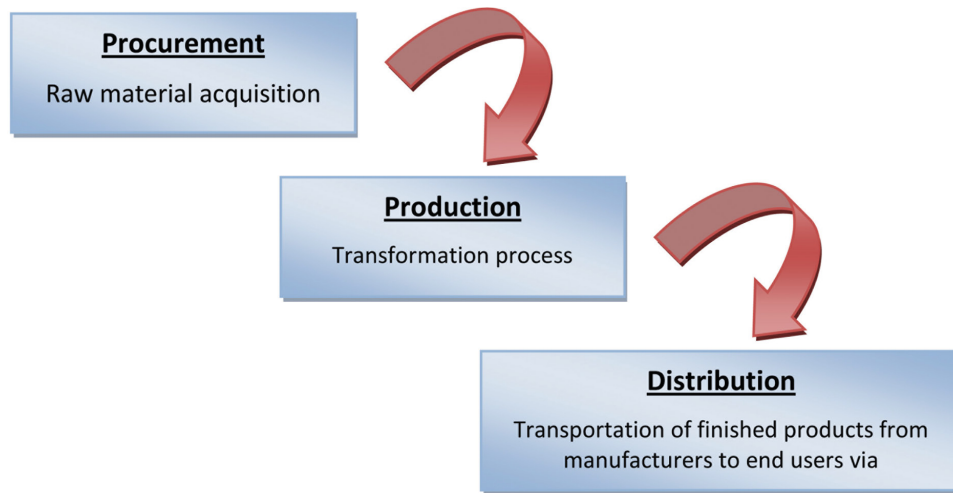 Procurement
Raw material acquisition
Production
Transformation process
Distribution
Transportation of finished products from
manufacturers to end users via